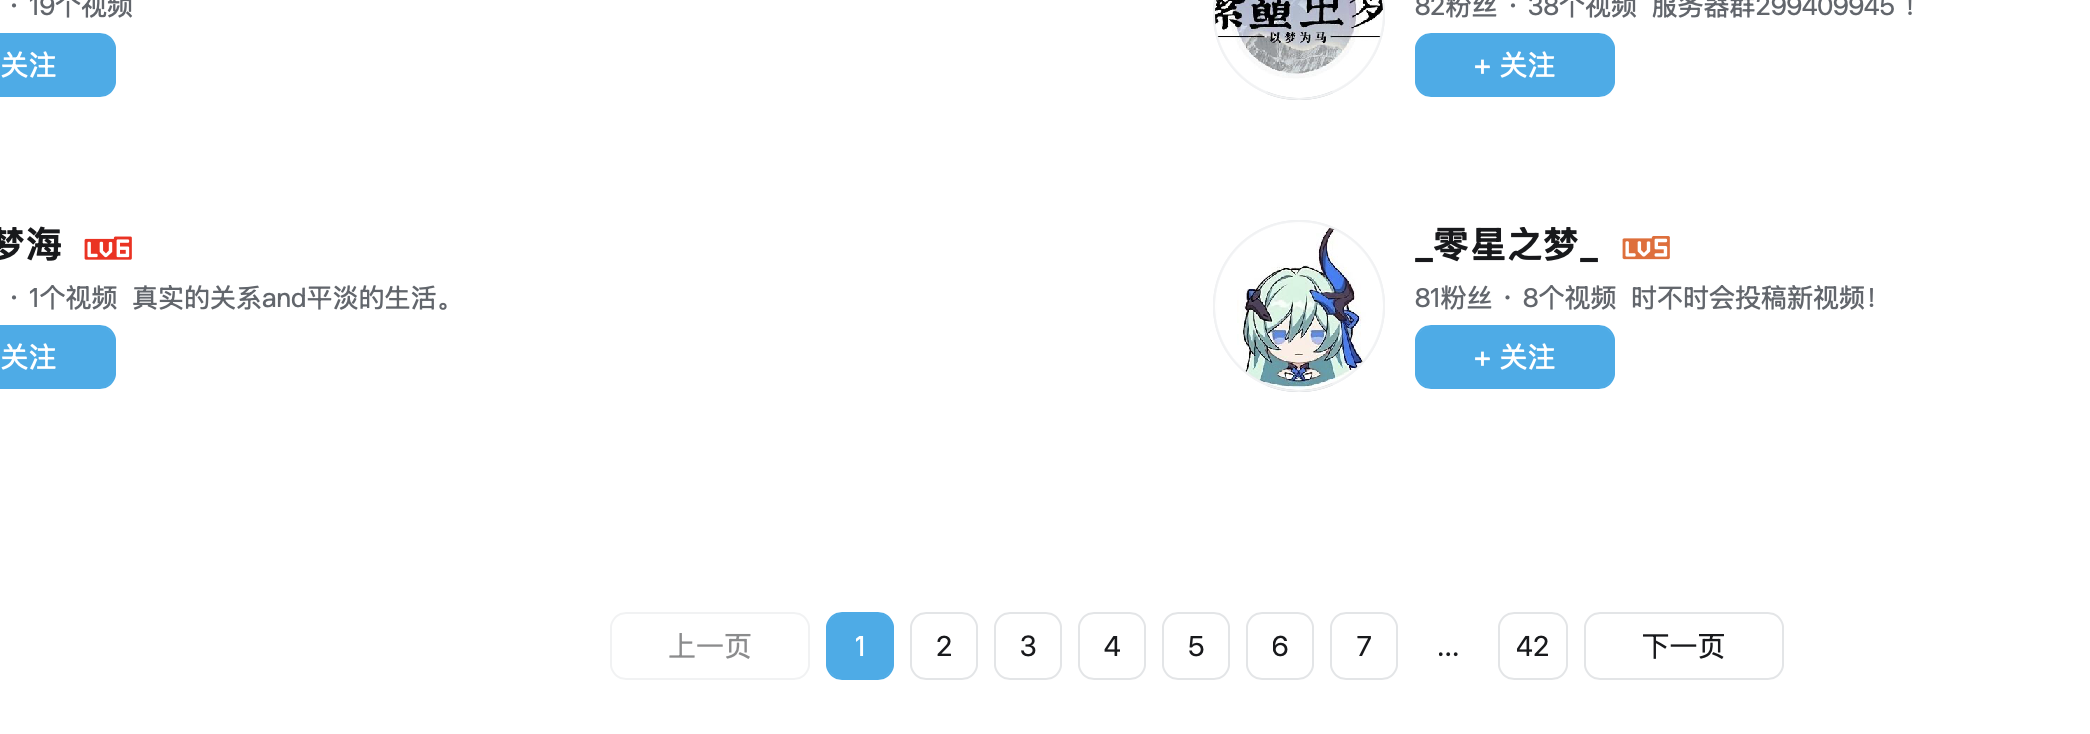 · 19个视频
82粉丝 · 38个视频 服务器群299409945 !
以梦为马
关注
+ 关注
梦海 LV6
_零星之梦_ LV5
· 1个视频 真实的关系and平淡的生活。
81粉丝 · 8个视频 时不时会投稿新视频!
关注
+ 关注
上一页 1 2 3 4 5 6 7 ... 42 下一页